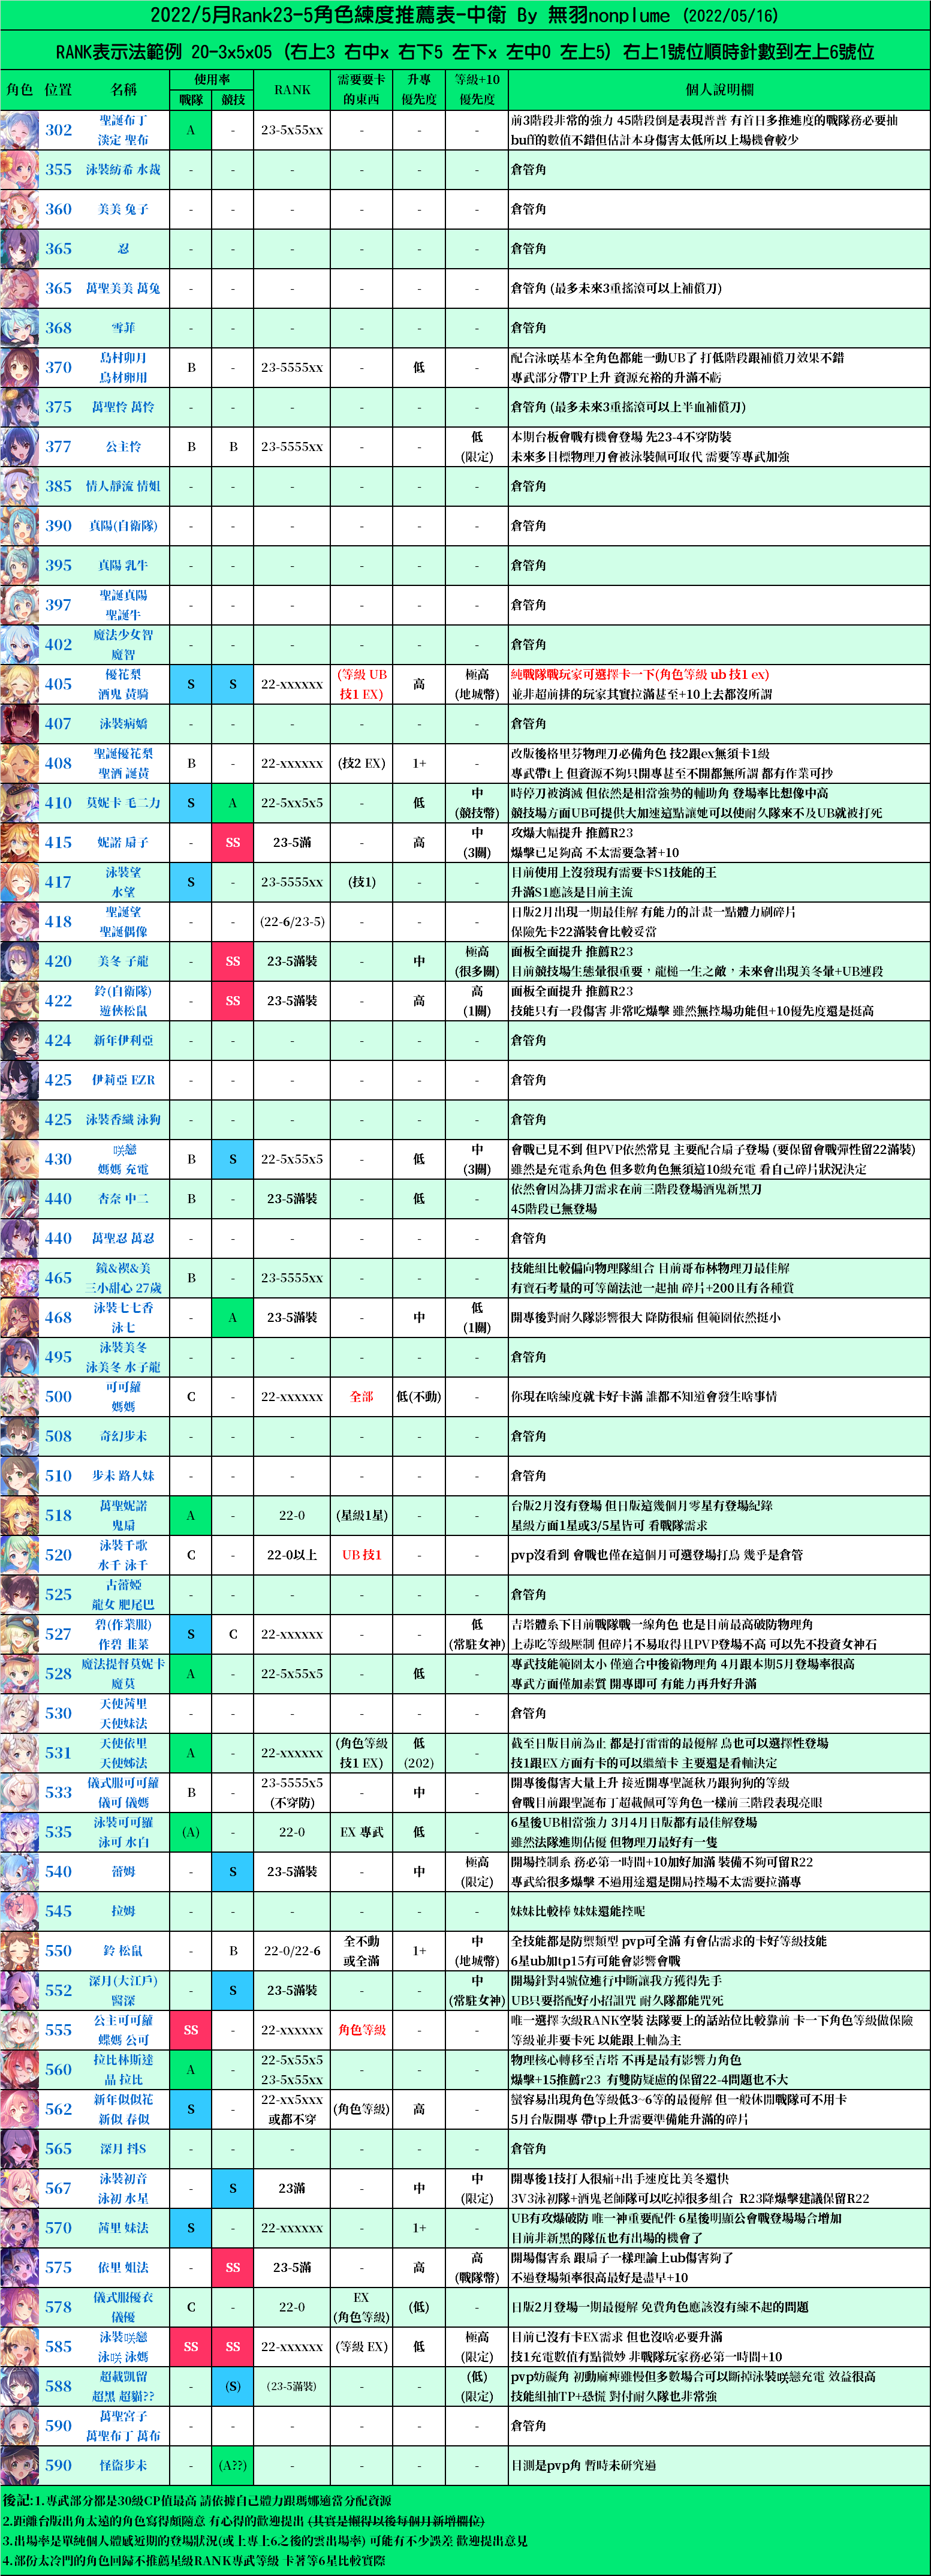 2022/5月Rank23-5角色練度推薦表-中衛 By 無羽nonplume (2022/05/16)
RANK表示法範例 20-3x5x05 (右上3 右中x 右下5 左下x 左中0 左上5) 右上1號位順時針數到左上6號位
角色 位置 名稱 使用率 戰隊 競技 RANK 需要要卡的東西 升專優先度 等級+10優先度 個人說明欄
302 聖誕布丁 淡定 聖布 A - 23-5x55xx - - - 前3階段非常的強力 45階段倒是表現普普 有首日多推進度的戰隊務必要抽
buff的數值不錯但估計本身傷害太低所以上場機會較少
355 泳裝紡希 水哉 - - - - - - 倉管角
360 美美 兔子 - - - - - - 倉管角
365 忍 - - - - - - 倉管角
365 萬聖美美 萬兔 - - - - - - 倉管角 (最多未來3重搖滾可以上補償刀)
368 雪菲 - - - - - - 倉管角
370 島村卯月 鳥材卵用 B - 23-5555xx - 低 - 配合泳咲基本全角色都能一動UB了 打低階段跟補償刀效果不錯
專武部分帶TP上升 資源充裕的升滿不虧
375 萬聖怜 萬怜 - - - - - - 倉管角 (最多未來3重搖滾可以上半血補償刀)
377 公主怜 B B 23-5555xx - - 低 (限定) 本期台板會戰有機會登場 先23-4不穿防裝
未來多目標物理刀會被泳裝佩可取代 需要等專武加強
385 情人靜流 情姐 - - - - - - 倉管角
390 真陽(自衛隊) - - - - - - 倉管角
395 真陽 乳牛 - - - - - - 倉管角
397 聖誕真陽 聖誕牛 - - - - - - 倉管角
402 魔法少女智 魔智 - - - - - - 倉管角
405 優花梨 酒鬼 黃騎 S S 22-xxxxxx (等級 UB 技1 EX) 高 極高 (地城幣) 純戰隊戰玩家可選擇卡一下(角色等級 ub 技1 ex)
並非超前排的玩家其實拉滿甚至+10上去都沒所謂
407 泳裝病嬌 - - - - - - 倉管角
408 聖誕優花梨 聖酒 誕黃 B - 22-xxxxxx (技2 EX) 1+ - 改版後格里芬物理刀必備角色 技2跟ex無須卡1級
專武帶t上 但資源不夠只開專甚至不開都無所謂 都有作業可抄
410 莫妮卡 毛二力 S A 22-5xx5x5 - 低 中 (競技幣) 時停刀被消滅 但依然是相當強勢的輔助角 登場率比想像中高
競技場方面UB可提供大加速這點讓她可以使耐久隊來不及UB就被打死
415 妮諾 扇子 - SS 23-5滿 - 高 中 (3關) 攻爆大幅提升 推薦R23
爆擊已足夠高 不太需要急著+10
417 泳裝望 水望 S - 23-5555xx (技1) - - 目前使用上沒發現有需要卡S1技能的王
升滿S1應該是目前主流
418 聖誕望 聖誕偶像 - - (22-6/23-5) - - - 日版2月出現一期最佳解 有能力的計畫一點體力刷碎片
保險先卡22滿裝會比較妥當
420 美冬 子龍 - SS 23-5滿裝 - 中 極高 (很多關) 面板全面提升 推薦R23
目前競技場生態暈很重要，龍槌一生之敵，未來會出現美冬暈+UB連段
422 鈴(自衛隊) 遊俠松鼠 - SS 23-5滿裝 - 高 高 (1關) 面板全面提升 推薦R23
技能只有一段傷害 非常吃爆擊 雖然無控場功能但+10優先度還是挺高
424 新年伊利亞 - - - - - - 倉管角
425 伊莉亞 EZR - - - - - - 倉管角
425 泳裝香織 泳狗 - - - - - - 倉管角
430 咲戀 媽媽 充電 B S 22-5x55x5 - 低 中 (3關) 會戰已見不到 但PVP依然常見 主要配合扇子登場 (要保留會戰彈性留22滿裝)
雖然是充電系角色 但多數角色無須這10級充電 看自己碎片狀況決定
440 杏奈 中二 B - 23-5滿裝 - 低 - 依然會因為排刀需求在前三階段登場酒鬼新黑刀
45階段已無登場
440 萬聖忍 萬忍 - - - - - - 倉管角
465 鏡&禊&美 三小甜心 27歲 B - 23-5555xx - - - 技能組比較偏向物理隊組合 目前哥布林物理刀最佳解
有寶石考量的可等蘭法池一起抽 碎片+200且有各種賞
468 泳裝七七香 泳七 - A 23-5滿裝 - 中 低 (1關) 開專後對耐久隊影響很大 降防很痛 但範圍依然挺小
495 泳裝美冬 泳美冬 水子龍 - - - - - - 倉管角
500 可可蘿 媽媽 C - 22-xxxxxx 全部 低(不動) - 你現在啥練度就卡好卡滿 誰都不知道會發生啥事情
508 奇幻步未 - - - - - - 倉管角
510 步未 路人妹 - - - - - - 倉管角
518 萬聖妮諾 鬼扇 A - 22-0 (星級1星) - - 台版2月沒有登場 但日版這幾個月零星有登場紀錄
星級方面1星或3/5星皆可 看戰隊需求
520 泳裝千歌 水千 泳千 C - 22-0以上 UB 技1 - - pvp沒看到 會戰也僅在這個月可選登場打鳥 幾乎是倉管
525 古蕾婭 龍女 肥尾巴 - - - - - - 倉管角
527 碧(作業服) 作碧 韭菜 S C 22-xxxxxx - - 低 (常駐女神) 吉塔體系下目前戰隊戰一線角色 也是目前最高破防物理角
上毒吃等級壓制 但碎片不易取得且PVP登場不高 可以先不投資女神石
528 魔法提督莫妮卡 魔莫 A - 22-5x55x5 - 低 - 專武技能範圍太小 僅適合中後衛物理角 4月跟本期5月登場率很高
專武方面僅加素質 開專即可 有能力再升好升滿
530 天使茜里 天使妹法 - - - - - - 倉管角
531 天使依里 天使姊法 A - 22-xxxxxx (角色等級 技1 EX) 低 (202) - 截至日版目前為止 都是打雷雷的最優解 鳥也可以選擇性登場
技1跟EX方面有卡的可以繼續卡 主要還是看軸決定
533 儀式服可可蘿 儀可 儀媽 B - 23-5555x5 (不穿防) - 中 - 開專後傷害大量上升 接近開專聖誕秋乃跟狗狗的等級
會戰目前跟聖誕布丁超載佩可等角色一樣前三階段表現亮眼
535 泳裝可可蘿 泳可 水白 (A) - 22-0 EX 專武 低 - 6星後UB相當強力 3月4月日版都有最佳解登場
雖然法隊進期佔優 但物理刀最好有一隻
540 蕾姆 - S 23-5滿裝 - 中 極高 (限定) 開場控制系 務必第一時間+10加好加滿 裝備不夠可留R22
專武給很多爆擊 不過用途還是開局控場不太需要拉滿專
545 拉姆 - - - - - - 妹妹比較棒 妹妹還能控呢
550 鈴 松鼠 - B 22-0/22-6 全不動 或全滿 1+ 中 (地城幣) 全技能都是防禦類型 pvp可全滿 有會佔需求的卡好等級技能
6星ub加tp15有可能會影響會戰
552 深月(大江戶) 醫深 - S 23-5滿裝 - - 中 (常駐女神) 開場針對4號位進行中斷讓我方獲得先手
UB只要搭配好小招詛咒 耐久隊都能咒死
555 公主可可蘿 蝶媽 公可 SS - 22-xxxxxx 角色等級 - - 唯一選擇次級RANK空裝 法隊要上的話站位比較靠前 卡一下角色等級做保險
等級並非要卡死 以能跟上軸為主
560 拉比林斯達 晶 拉比 A - 22-5x55x5 23-5x55xx - - - 物理核心轉移至吉塔 不再是最有影響力角色
爆擊+15推薦r23 有雙防疑慮的保留22-4問題也不大
562 新年似似花 新似 春似 S - 22-xx5xxx 或都不穿 (角色等級) 高 - 蠻容易出現角色等級低3~6等的最優解 但一般休閒戰隊可不用卡
5月台版開專 帶tp上升需要準備能升滿的碎片
565 深月 抖S - - - - - - 倉管角
567 泳裝初音 泳初 水星 - S 23滿 - 中 中 (限定) 開專後1技打人很痛+出手速度比美冬還快
3V3泳初隊+酒鬼老師隊可以吃掉很多組合 R23降爆擊建議保留R22
570 茜里 妹法 S - 22-xxxxxx - 1+ - UB有攻爆破防 唯一神重要配件 6星後明顯公會戰登場場合增加
目前非新黑的隊伍也有出場的機會了
575 依里 姐法 - SS 23-5滿 - 高 高 (戰隊幣) 開場傷害系 跟扇子一樣理論上ub傷害夠了
不過登場頻率很高最好是盡早+10
578 儀式服優衣 儀優 C - 22-0 EX (角色等級) (低) - 日版2月登場一期最優解 免費角色應該沒有練不起的問題
585 泳裝咲戀 泳咲 泳媽 SS SS 22-xxxxxx (等級 EX) 低 極高 (限定) 目前已沒有卡EX需求 但也沒啥必要升滿
技1充電數值有點微妙 非戰隊玩家務必第一時間+10
588 超載凱留 超黑 超貓?? - (S) (23-5滿裝) - - (低) (限定) pvp妨礙角 初動麻痺雖慢但多數場合可以斷掉泳裝咲戀充電 效益很高
技能組抽TP+恐慌 對付耐久隊也非常強
590 萬聖宮子 萬聖布丁 萬布 - - - - - - 倉管角
590 怪盜步未 - (A??) - - - - 目測是pvp角 暫時未研究過
後記:1.專武部分都是30級CP值最高 請依據自己體力跟瑪娜適當分配資源
2.距離台版出角太遠的角色寫得頗隨意 有心得的歡迎提出 (其實是懶得以後每個月新增欄位)
3.出場率是單純個人體感近期的登場狀況(或上專上6之後的雲出場率) 可能有不少誤差 歡迎提出意見
4.部份太冷門的角色回歸不推薦星級RANK專武等級 卡著等6星比較實際